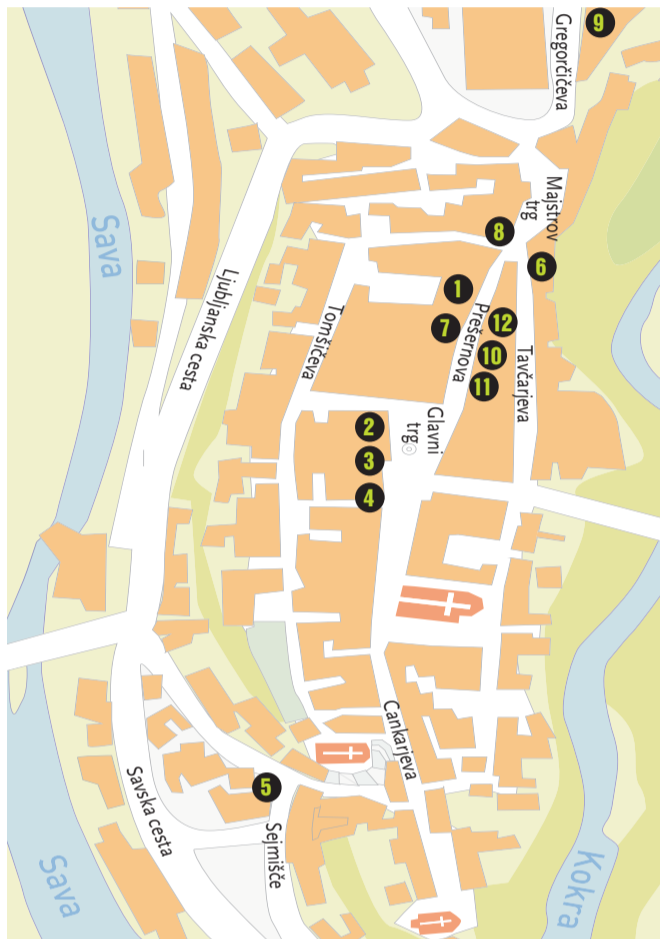 9
Gregorčičeva
Majstrov
trg
8
6
Sava
Ljubljanska cesta
Tomšičeva
1
7
Prešernova
12
10
11
Tavčarjeva
Glavni
trg
2
3
4
Cankarjeva
5
Sejmišče
Savska cesta
Sava
Kokra